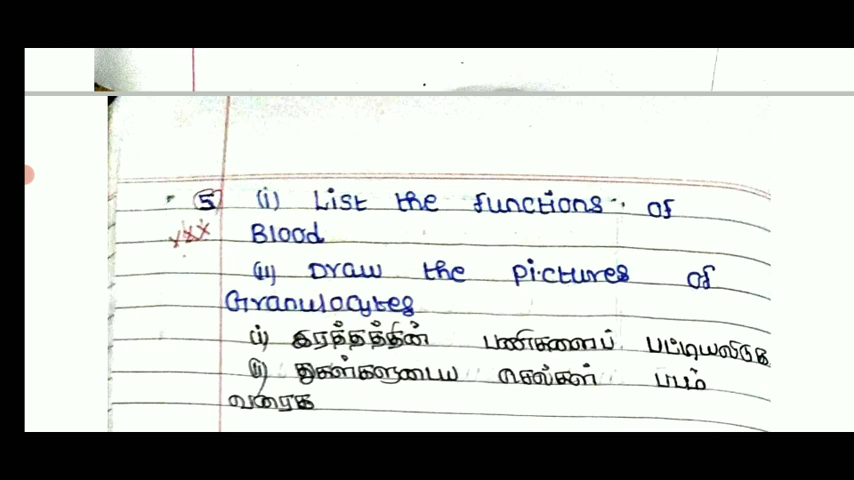 5 (i) List the functions of
xxx Blood
(ii) Draw the pictures of
Granulocytes
(i) இரத்தத்தின் பணிகளைப் பட்டியலிடுக
(ii) துகள்களுடைய செல்கள் படம்
வரைக